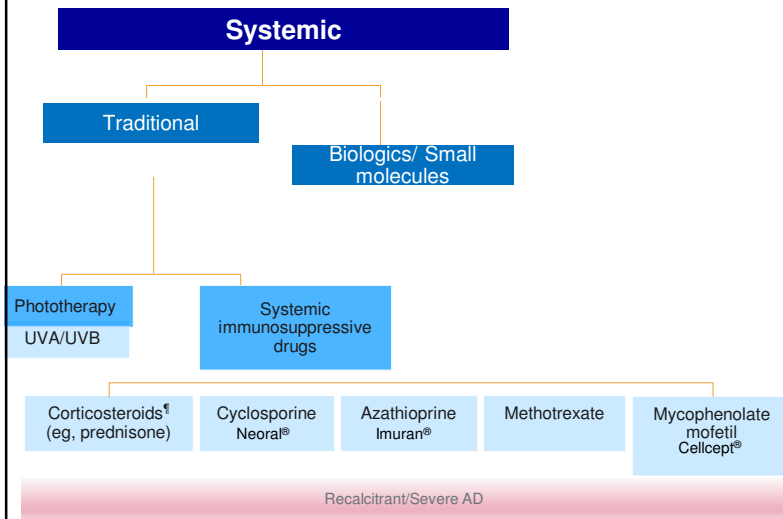 Systemic
Traditional
Biologics/ Small
molecules
Phototherapy
UVA/UVB
Systemic
immunosuppressive
drugs
Corticosteroids¶
(eg, prednisone)
Cyclosporine
Neoral®
Azathioprine
Imuran®
Methotrexate
Mycophenolate
mofetil
Cellcept®
Recalcitrant/Severe AD